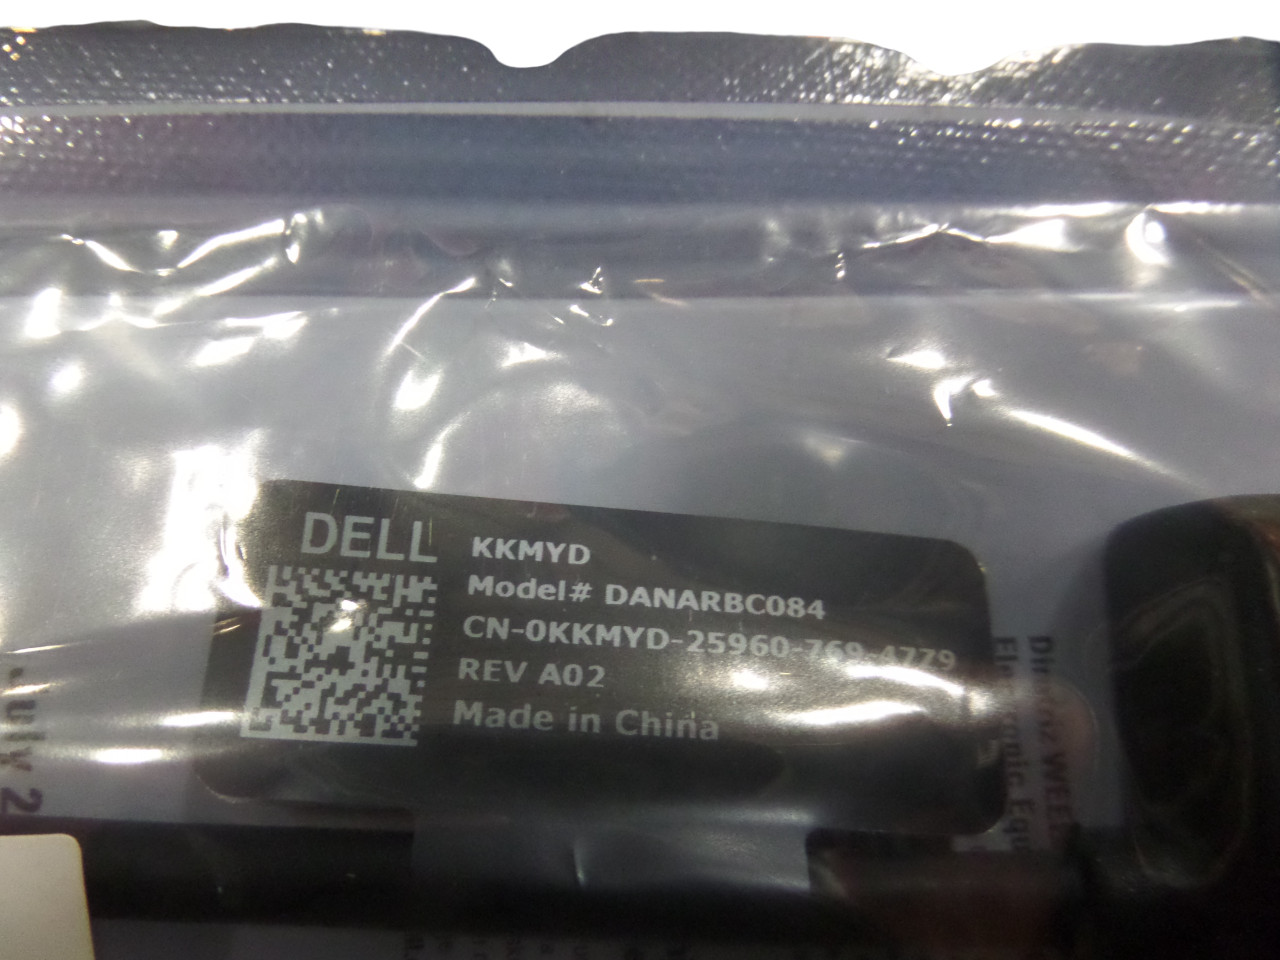 DELL
KKMYD
Model# DANARBC084
CN-0KKMYD-25960-769-4779
REV A02
Made in China